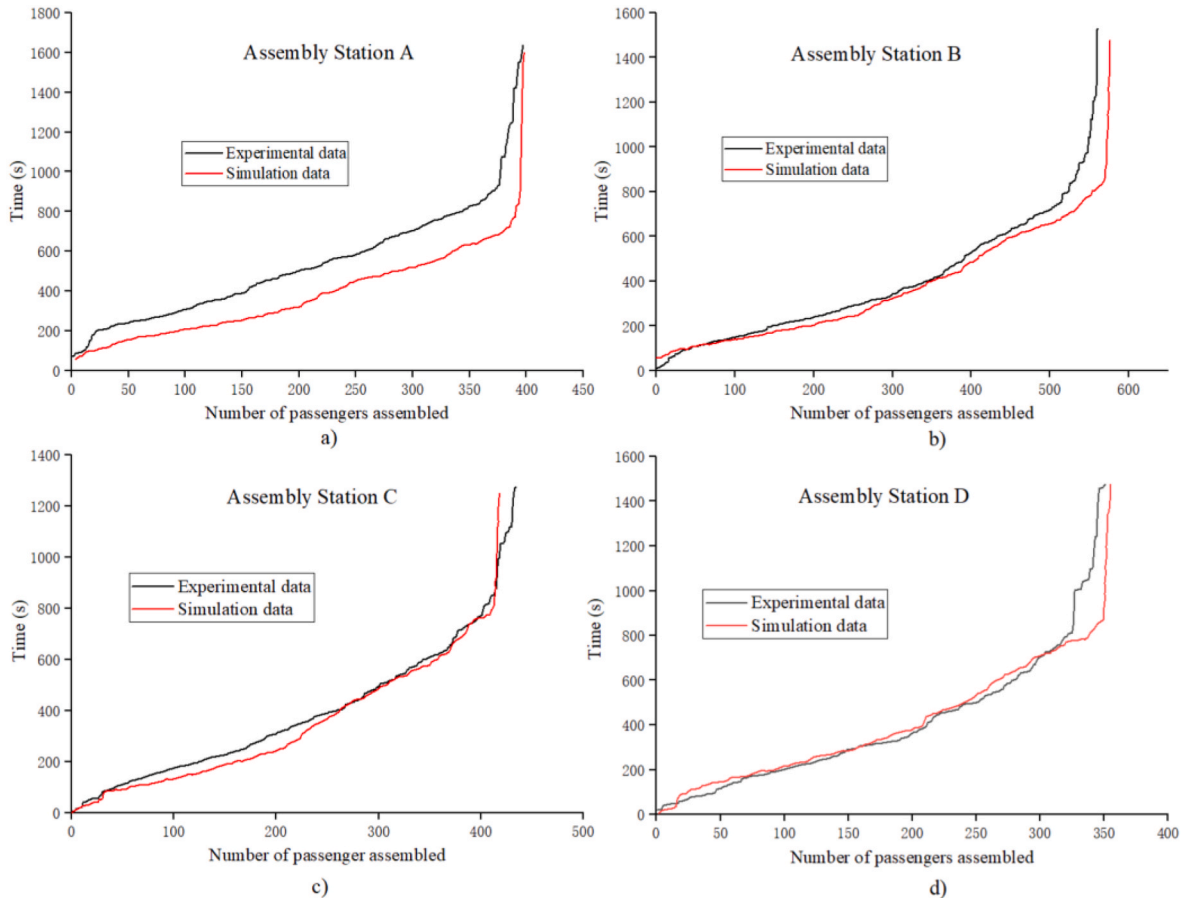 Assembly Station A
Experimental data
Simulation data
Time (s)
0
200
400
600
800
1000
1200
1400
1600
1800
0 50 100 150 200 250 300 350 400 450
Number of passengers assembled
a)
Assembly Station B
Experimental data
Simulation data
Time (s)
0
200
400
600
800
1000
1200
1400
1600
0 100 200 300 400 500 600
Number of passengers assembled
b)
Assembly Station C
Experimental data
Simulation data
Time (s)
0
200
400
600
800
1000
1200
1400
0 100 200 300 400 500
Number of passenger assembled
c)
Assembly Station D
Experimental data
Simulation data
Time (s)
0
200
400
600
800
1000
1200
1400
1600
0 50 100 150 200 250 300 350 400
Number of passengers assembled
d)